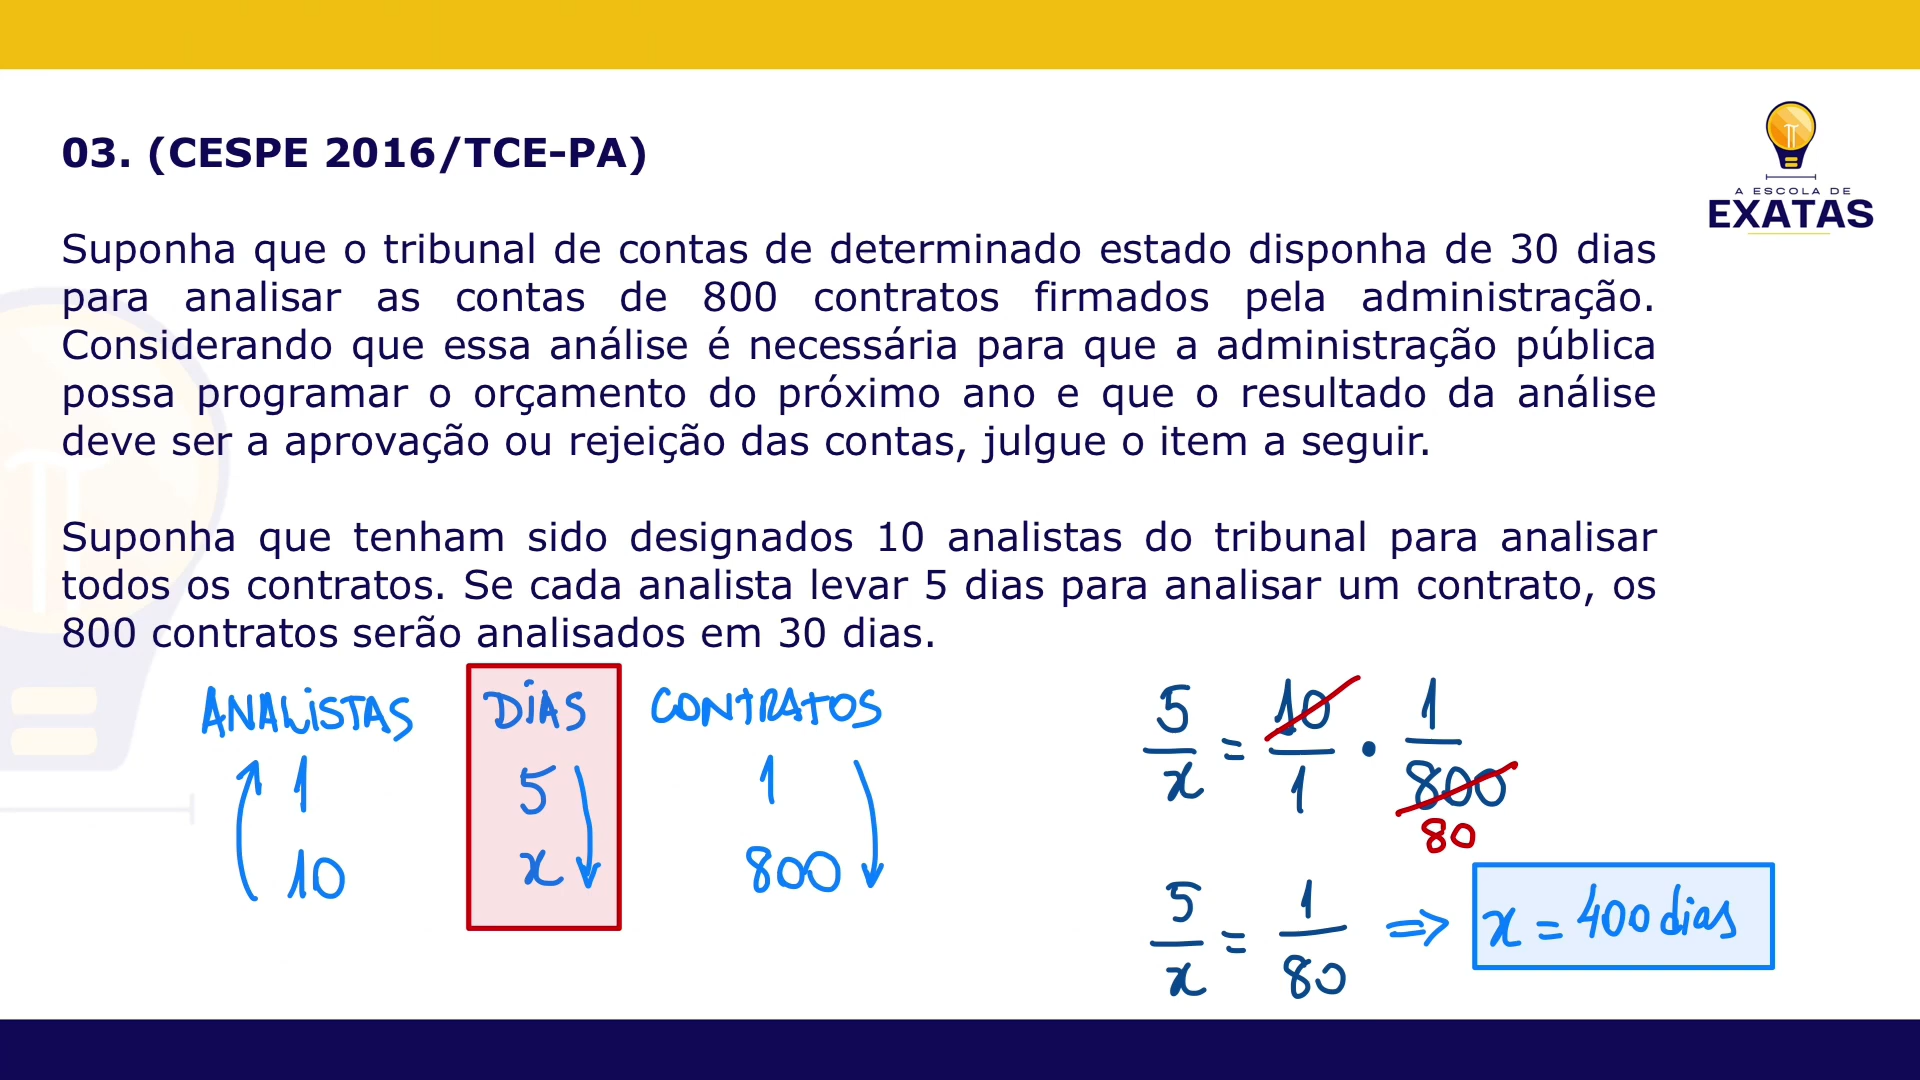 03. (CESPE 2016/TCE-PA)
A ESCOLA DE
EXATAS
Suponha que o tribunal de contas de determinado estado disponha de 30 dias
para analisar as contas de 800 contratos firmados pela administração.
Considerando que essa análise é necessária para que a administração pública
possa programar o orçamento do próximo ano e que o resultado da análise
deve ser a aprovação ou rejeição das contas, julgue o item a seguir.
Suponha que tenham sido designados 10 analistas do tribunal para analisar
todos os contratos. Se cada analista levar 5 dias para analisar um contrato, os
800 contratos serão analisados em 30 dias.
ANALISTAS DIAS CONTRATOS
1 5 1
10 x 800
5/x = 10/1 • 1/800
80
5/x = 1/80 => x = 400 dias